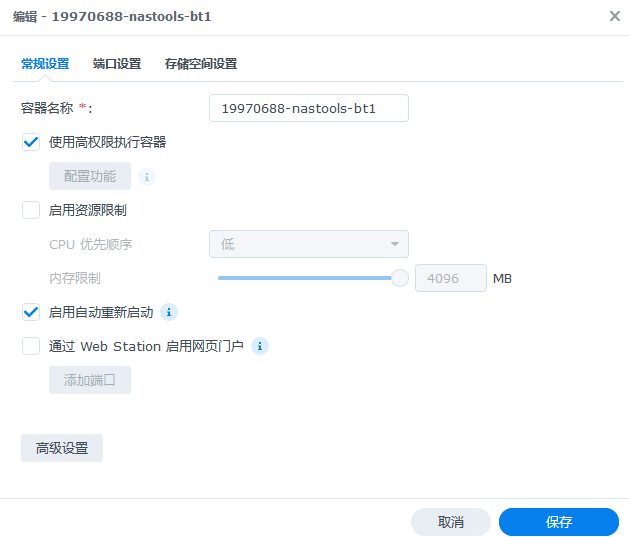 编辑 - 19970688-nastools-bt1
常规设置 端口设置 存储空间设置
容器名称 *: 19970688-nastools-bt1
使用高权限执行容器
配置功能
启用资源限制
CPU 优先顺序 低
内存限制 4096 MB
启用自动重新启动
通过 Web Station 启用网页门户
添加端口
高级设置
取消 保存